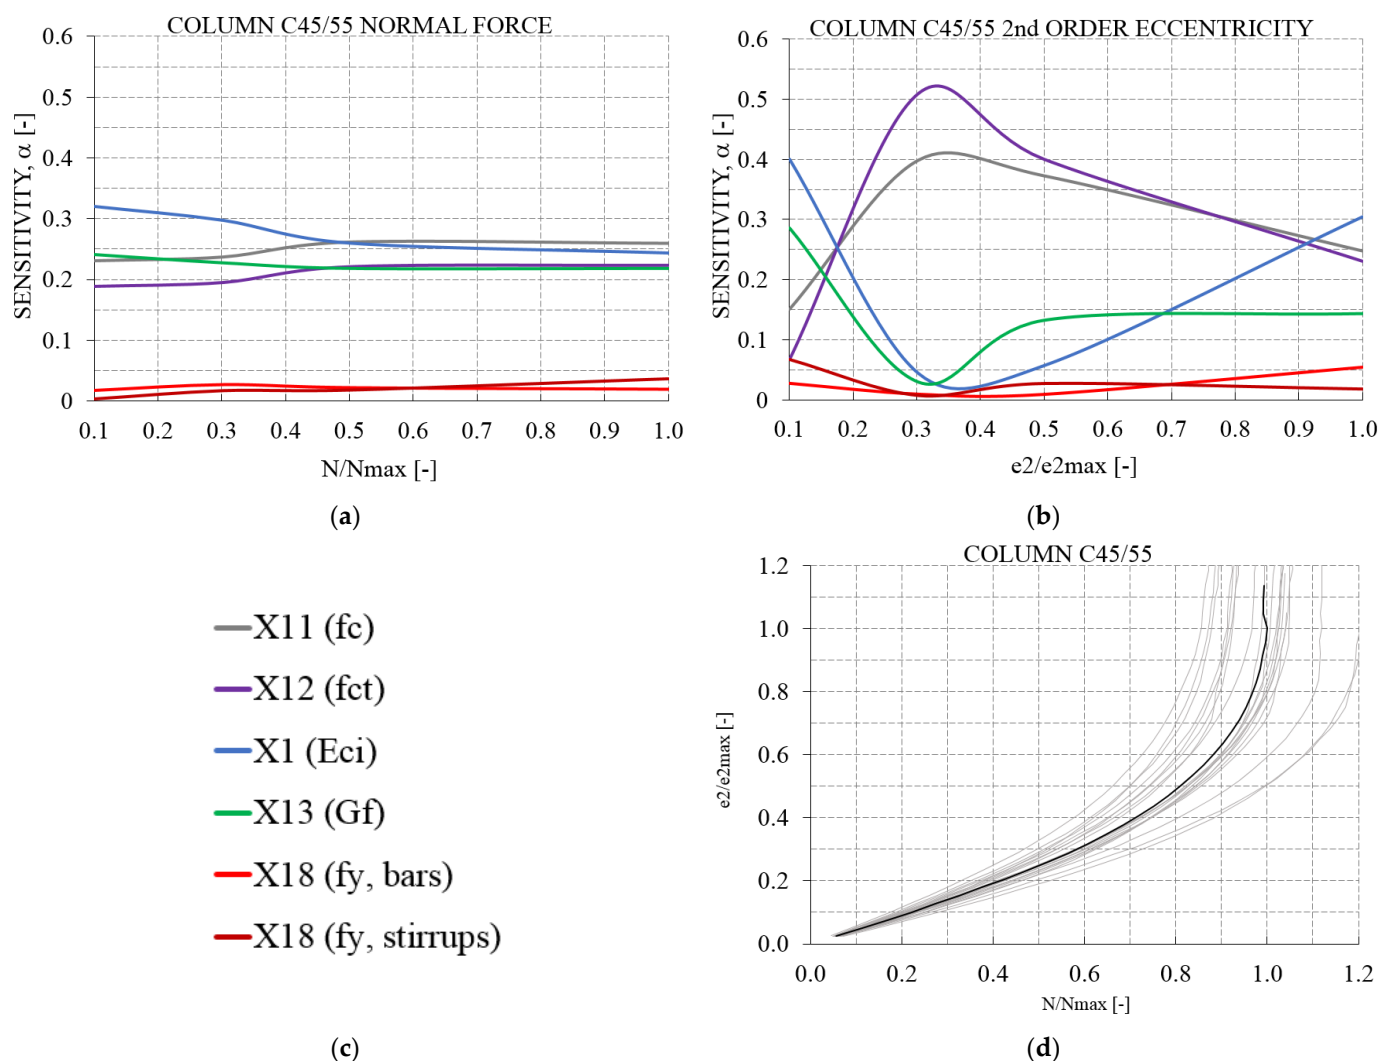 COLUMN C45/55 NORMAL FORCE
0.6
0.5
0.4
0.3
0.2
0.1
0
SENSITIVITY, α [-]
0.1 0.2 0.3 0.4 0.5 0.6 0.7 0.8 0.9 1.0
N/Nmax [-]
(a)
COLUMN C45/55 2nd ORDER ECCENTRICITY
0.6
0.5
0.4
0.3
0.2
0.1
0
SENSITIVITY, α [-]
0.1 0.2 0.3 0.4 0.5 0.6 0.7 0.8 0.9 1.0
e2/e2max [-]
(b)
X11 (fc)
X12 (fct)
X1 (Eci)
X13 (Gf)
X18 (fy, bars)
X18 (fy, stirrups)
(c)
COLUMN C45/55
1.2
1.0
0.8
0.6
0.4
0.2
0.0
e2/e2max [-]
0.0 0.2 0.4 0.6 0.8 1.0 1.2
N/Nmax [-]
(d)